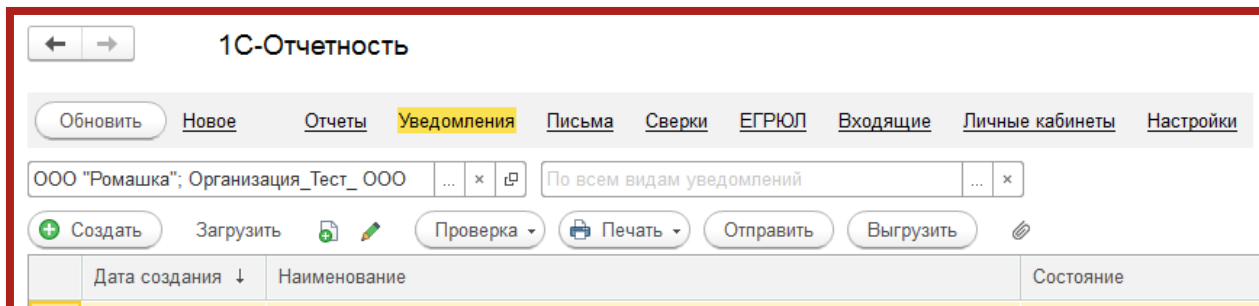 1С-Отчетность
Обновить Новое Отчеты Уведомления Письма Сверки ЕГРЮЛ Входящие Личные кабинеты Настройки
ООО "Ромашка"; Организация_Тест_ ООО ... × По всем видам уведомлений ... ×
Создать Загрузить Проверка Печать Отправить Выгрузить
Дата создания ↓ Наименование Состояние